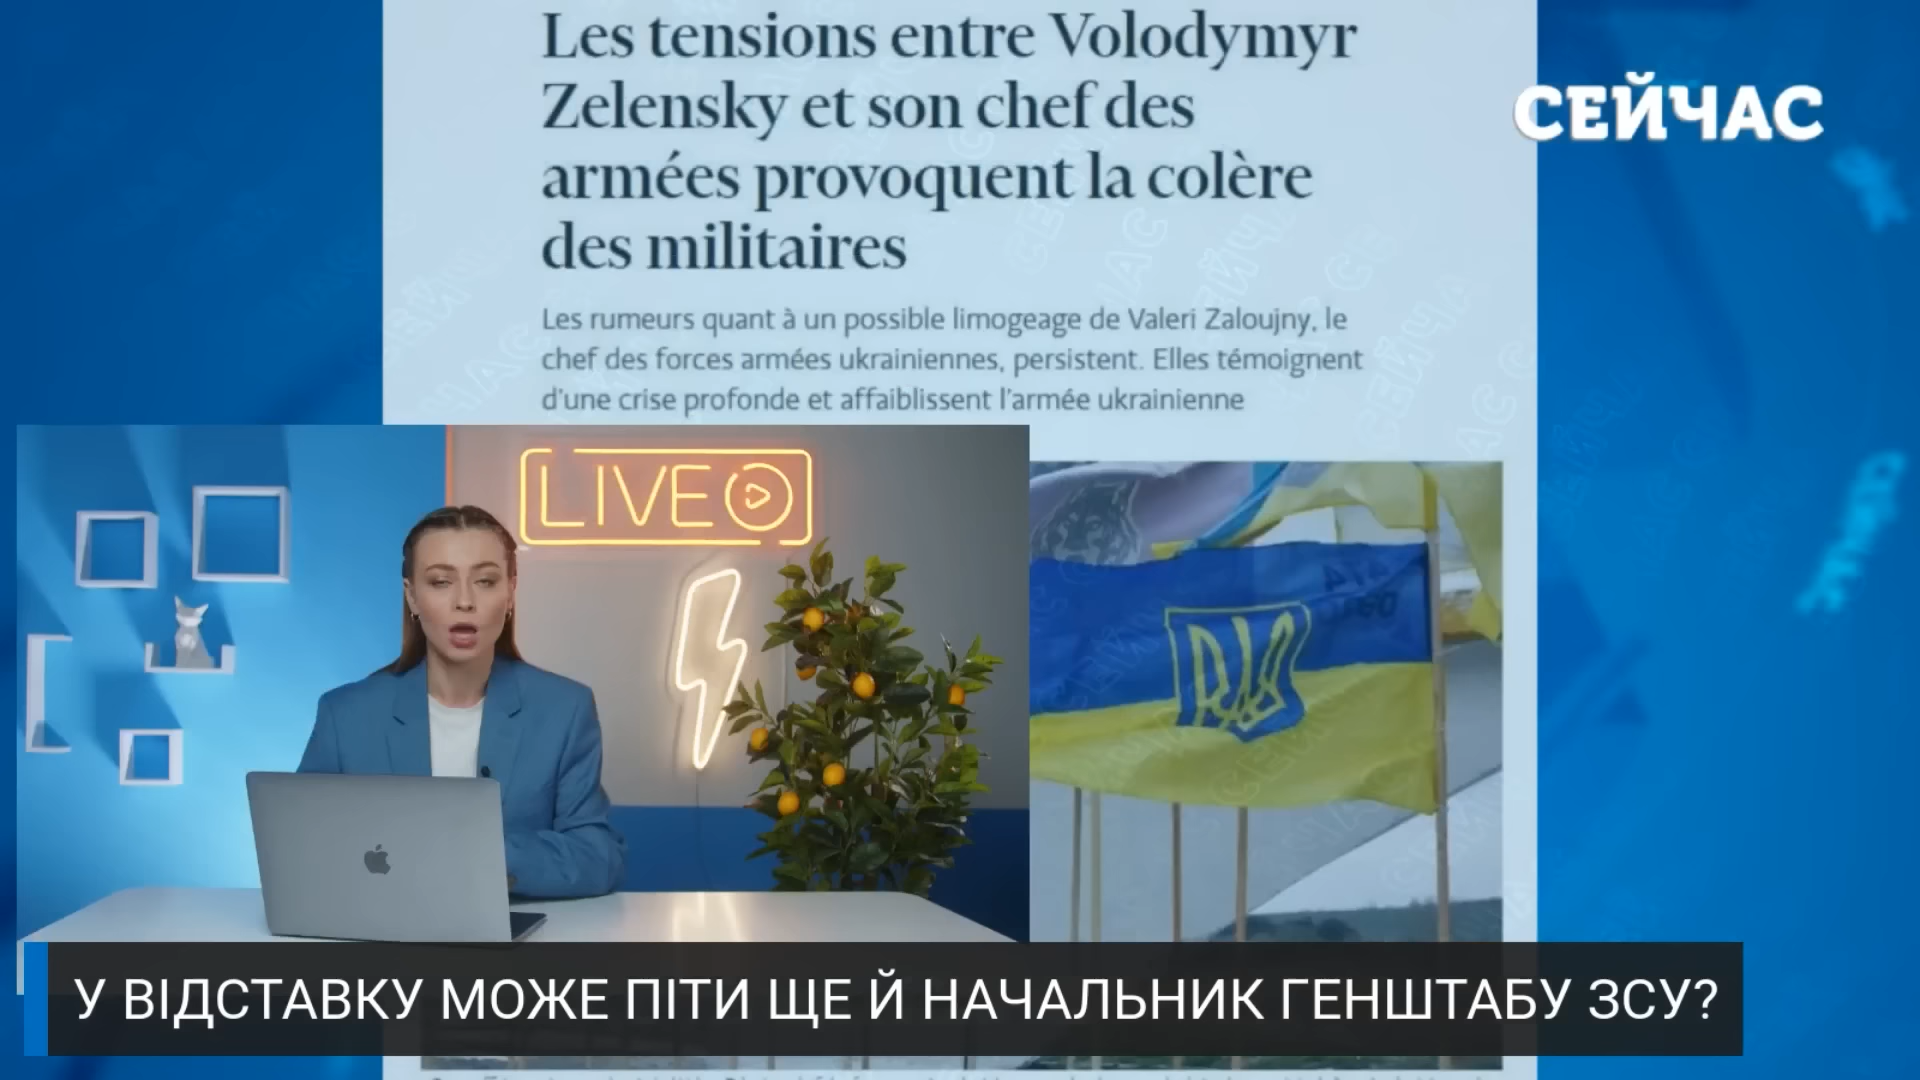 Les tensions entre Volodymyr
Zelensky et son chef des
armées provoquent la colère
des militaires
СЕЙЧАС
Les rumeurs quant à un possible limogeage de Valeri Zaloujny, le
chef des forces armées ukrainiennes, persistent. Elles témoignent
d'une crise profonde et affaiblissent l'armée ukrainienne
LIVE
У ВІДСТАВКУ МОЖЕ ПІТИ ЩЕ Й НАЧАЛЬНИК ГЕНШТАБУ ЗСУ?